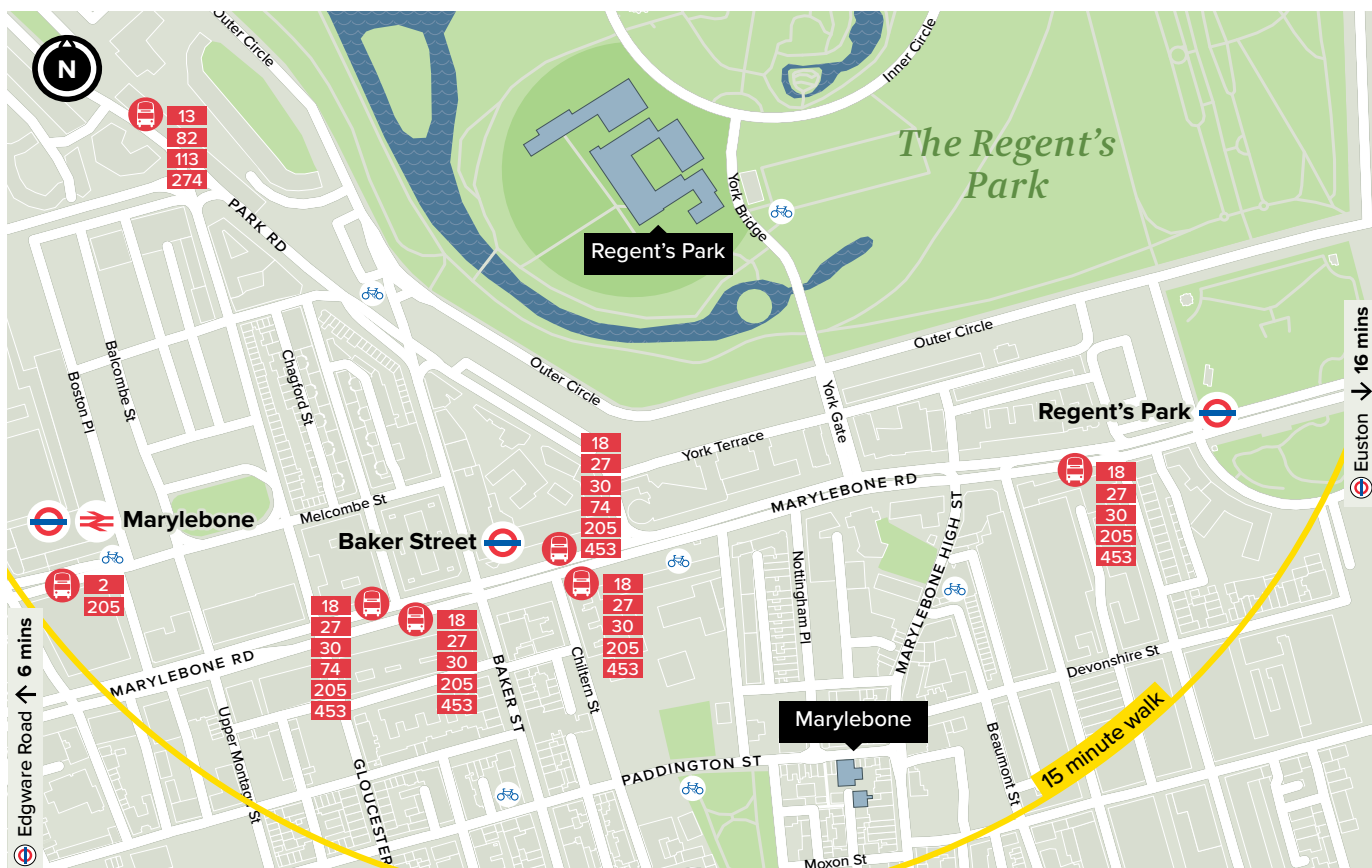 Outer Circle
Inner Circle
N
13
82
113
274
The Regent's
Park
PARK RD
York Bridge
Regent's Park
Outer Circle
Outer Circle
Balcombe St
Boston Pl
Chagford St
York Gate
York Terrace
Regent's Park
Euston → 16 mins
18
27
30
74
205
453
MARYLEBONE RD
18
27
30
205
453
Melcombe St
Marylebone
Baker Street
MARYLEBONE HIGH ST
Nottingham Pl
2
205
18
27
30
74
205
453
18
27
30
205
453
18
27
30
205
453
Edgware Road → 6 mins
MARYLEBONE RD
BAKER ST
Chiltern St
Devonshire St
Upper Montagu St
GLOUCESTER
Marylebone
Beaumont St
15 minute walk
PADDINGTON ST
Moxon St